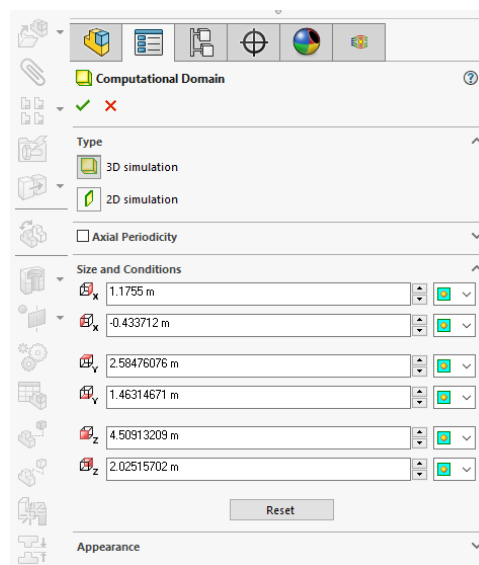 Computational Domain
Type
3D simulation
2D simulation
Axial Periodicity
Size and Conditions
X 1.1755 m
X -0.433712 m
Y 2.58476076 m
Y 1.46314671 m
Z 4.50913209 m
Z 2.02515702 m
Reset
Appearance